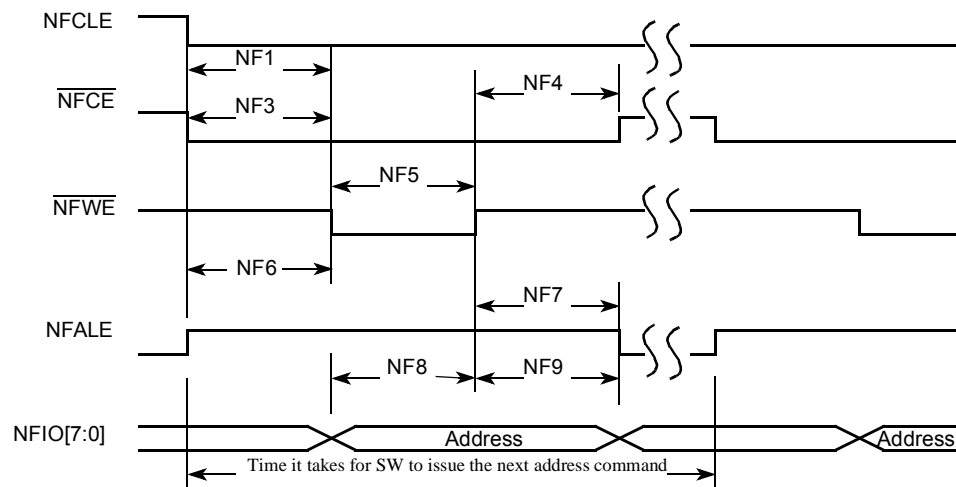 NFCLE
NF1
NF4
NFCE
NF3
NF5
NFWE
NF6
NF7
NFALE
NF8
NF9
NFIO[7:0]
Address
Address
Time it takes for SW to issue the next address command